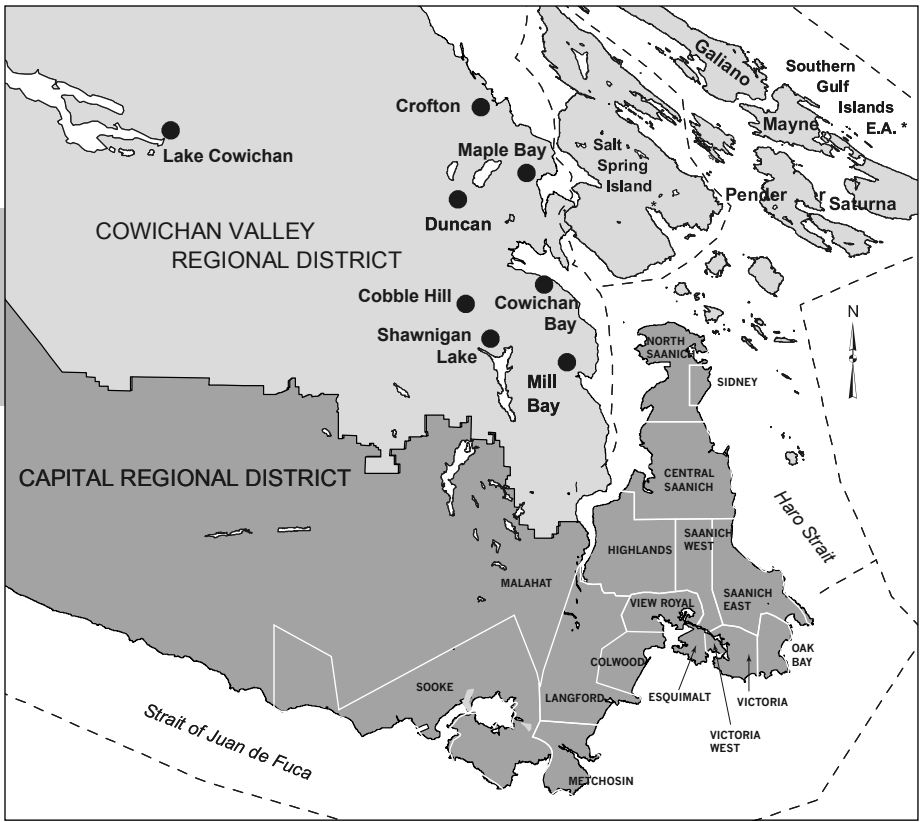 Galiano
Southern
Gulf
Islands
E.A. *
Crofton
Mayne
Lake Cowichan
Maple Bay
Salt
Spring
Island
*
Pender
r
Saturna
Duncan
COWICHAN VALLEY
REGIONAL DISTRICT
Cobble Hill
Cowichan
Bay
N
Shawnigan
Lake
NORTH
SAANICH
SIDNEY
Mill
Bay
CAPITAL REGIONAL DISTRICT
CENTRAL
SAANICH
Haro Strait
HIGHLANDS
SAANICH
WEST
MALAHAT
SAANICH
EAST
VIEW ROYAL
OAK
BAY
COLWOOD
SOOKE
LANGFORD
ESQUIMALT
VICTORIA
Strait of Juan de Fuca
VICTORIA
WEST
METCHOSIN